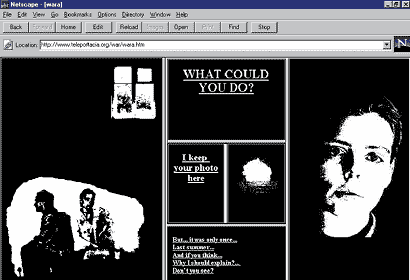 Netscape - [wara]
File Edit View Go Bookmarks Options Directory Window Help
Back Forward Home Edit Reload Images Open Print Find Stop
Location: http://www.teleportacia.org/war/wara.htm
N
WHAT COULD
YOU DO?
I keep
your photo
here
But... it was only once...
Last summer...
And if you think...
Why I should explain?...
Don't you see?